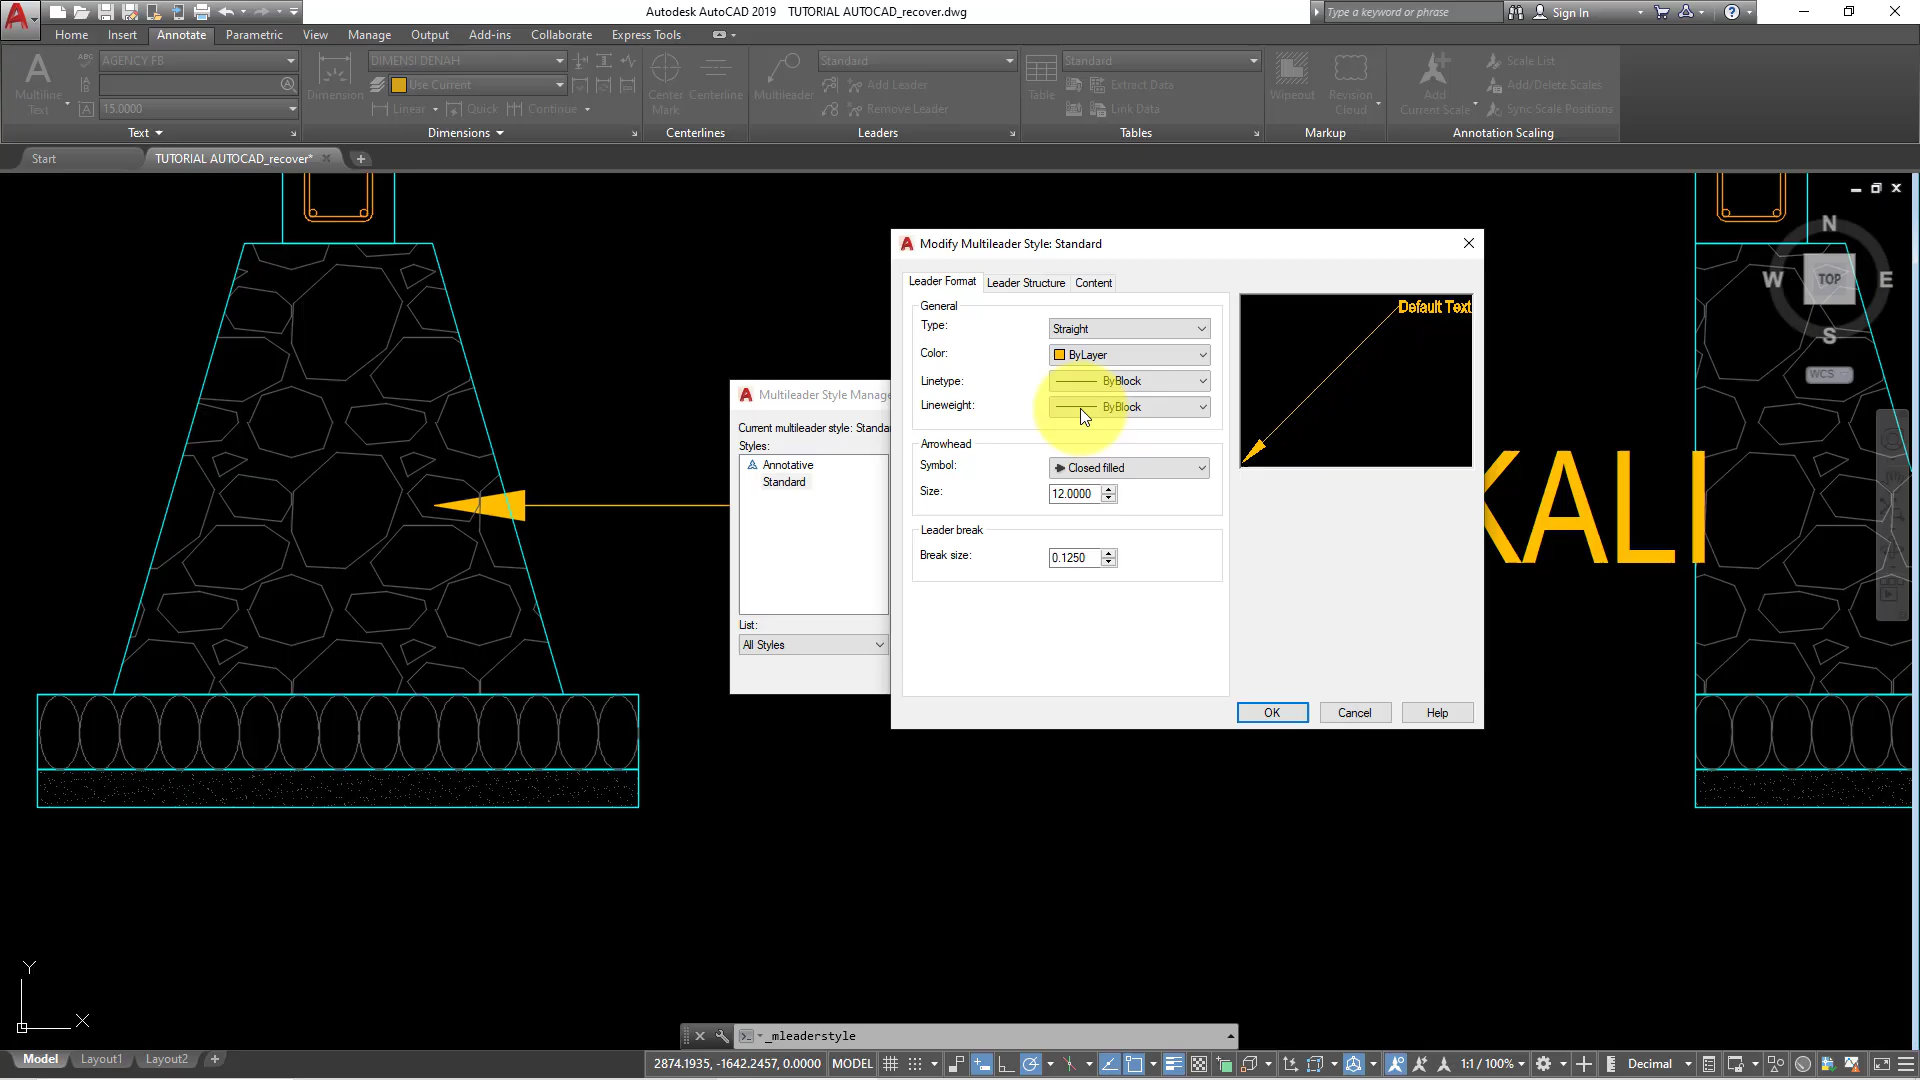 Autodesk AutoCAD 2019 TUTORIAL AUTOCAD_recover.dwg
Type a keyword or phrase
Sign In
Home Insert Annotate Parametric View Manage Output Add-ins Collaborate Express Tools
AGENCY FB
15.0000
Multiline
Text
Text
DIMENSI DENAH
Use Current
Dimension
Linear Quick Continue
Dimensions
Center
Mark
Centerline
Centerlines
Multileader
Standard
Add Leader
Remove Leader
Leaders
Table
Standard
Extract Data
Link Data
Tables
Wipeout
Revision
Cloud
Markup
Add
Current Scale
Scale List
Add/Delete Scales
Sync Scale Positions
Annotation Scaling
Start
TUTORIAL AUTOCAD_recover*
N
W TOP E
S
WCS
KALI
Multileader Style Manage
Current multileader style: Standa
Styles:
Annotative
Standard
List:
All Styles
Modify Multileader Style: Standard
Leader Format Leader Structure Content
General
Type: Straight
Color: ByLayer
Linetype: ByBlock
Lineweight: ByBlock
Arrowhead
Symbol: Closed filled
Size: 12.0000
Leader break
Break size: 0.1250
Default Text
OK Cancel Help
Y
X
_mleaderstyle
Model Layout1 Layout2
2874.1935, -1642.2457, 0.0000 MODEL 1:1 / 100% Decimal